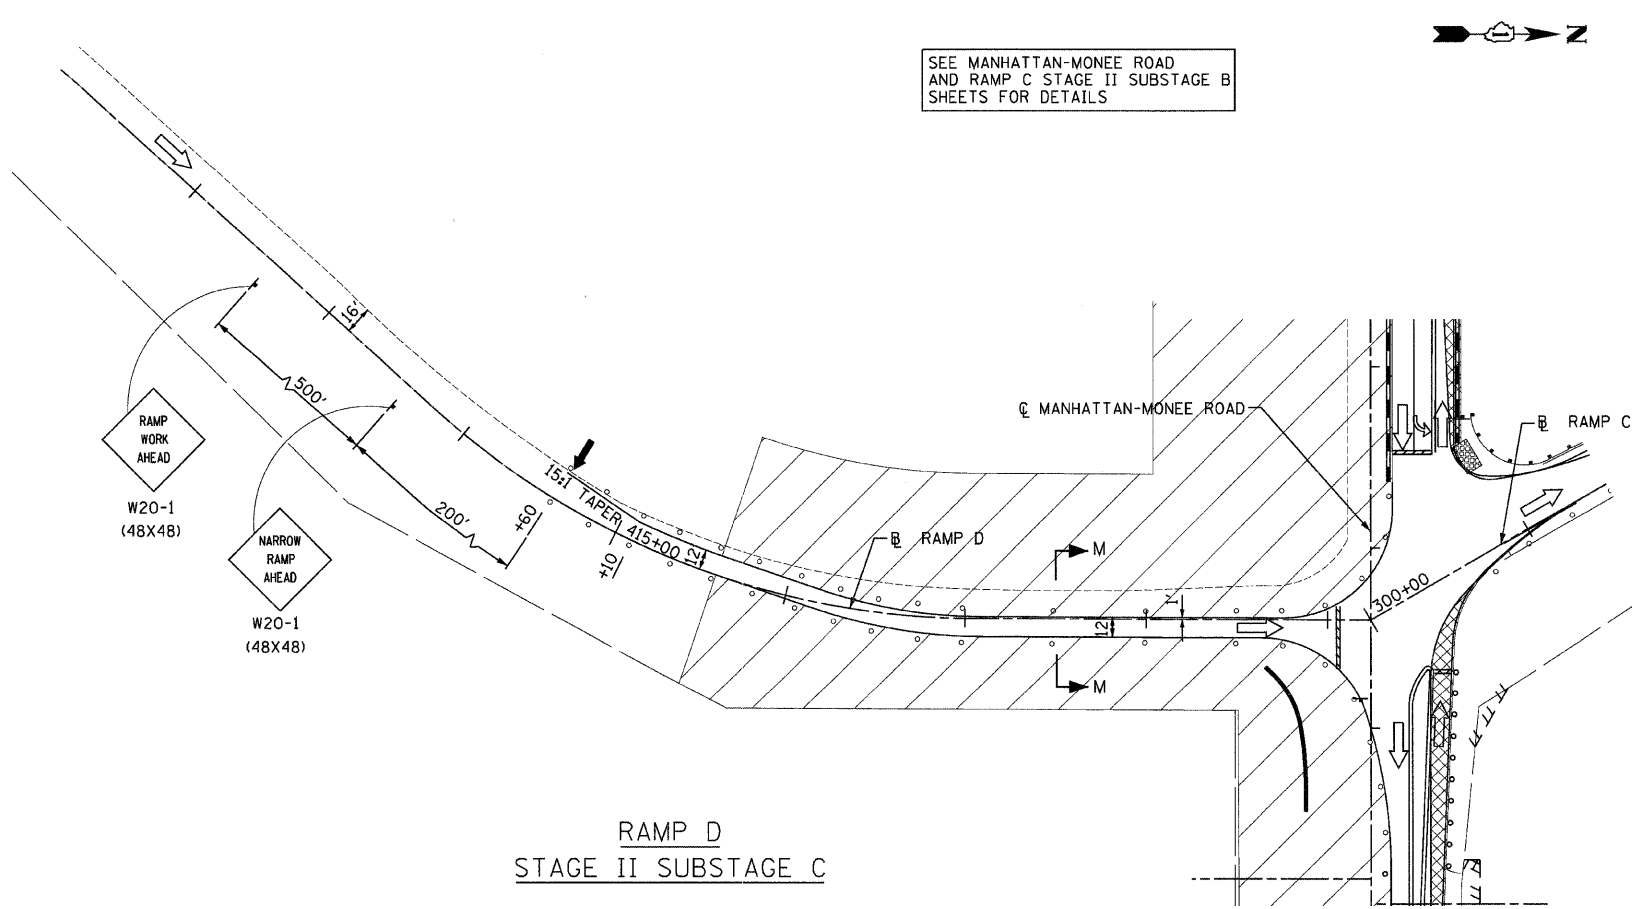 N
SEE MANHATTAN-MONEE ROAD
AND RAMP C STAGE II SUBSTAGE B
SHEETS FOR DETAILS
16'
500'
RAMP
WORK
AHEAD
W20-1
(48X48)
200'
NARROW
RAMP
AHEAD
W20-1
(48X48)
15:1 TAPER
+60
415+00
+10
12
℄ MANHATTAN-MONEE ROAD
B RAMP C
B RAMP D
M
1'
12
300+00
M
RAMP D
STAGE II SUBSTAGE C